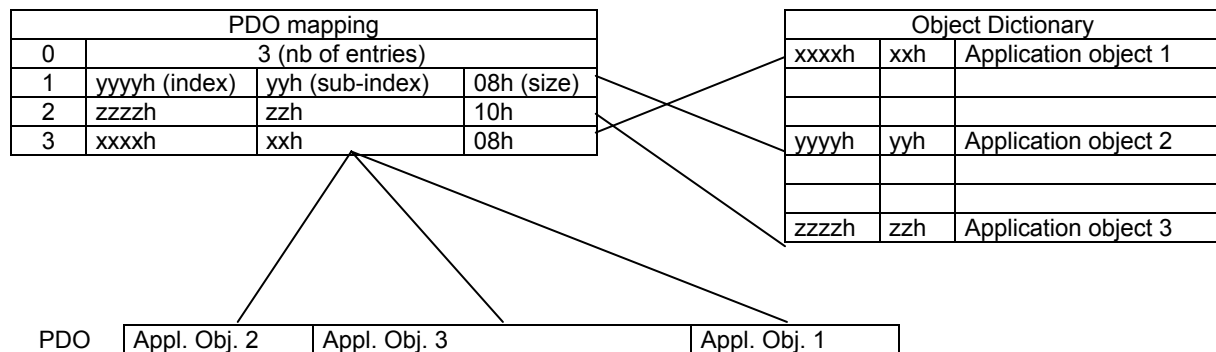 PDO mapping
0 3 (nb of entries)
1 yyyyh (index) yyh (sub-index) 08h (size)
2 zzzzh zzh 10h
3 xxxxh xxh 08h
Object Dictionary
xxxxh xxh Application object 1
yyyyh yyh Application object 2
zzzzh zzh Application object 3
PDO Appl. Obj. 2 Appl. Obj. 3 Appl. Obj. 1